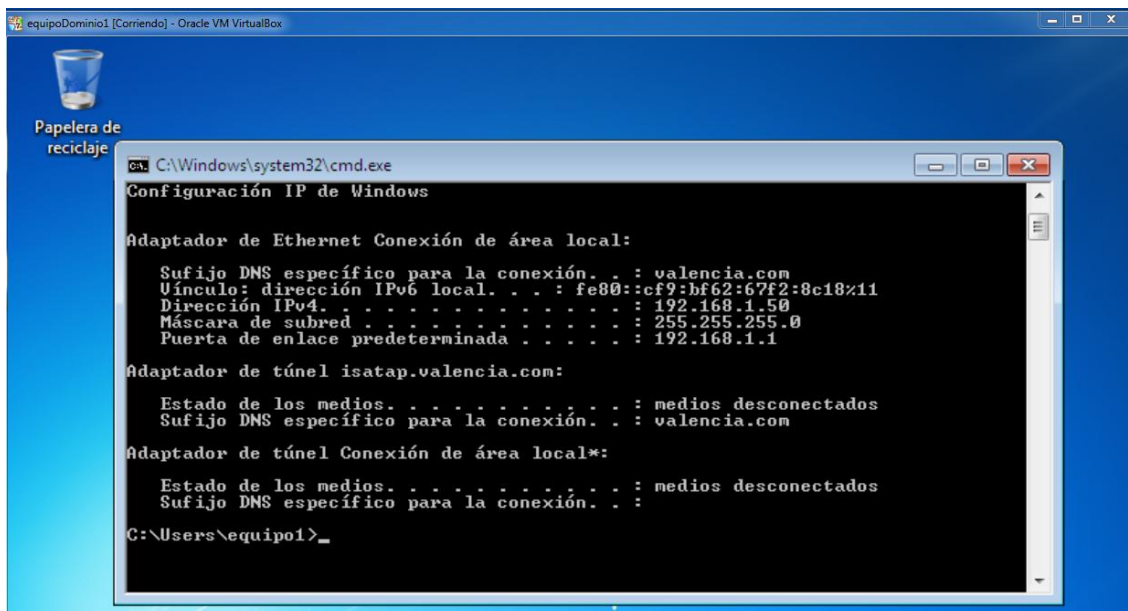 equipoDominio1 [Corriendo] - Oracle VM VirtualBox
Papelera de
reciclaje
C:\Windows\system32\cmd.exe
Configuración IP de Windows
Adaptador de Ethernet Conexión de área local:
Sufijo DNS específico para la conexión. . : valencia.com
Vínculo: dirección IPv6 local. . . : fe80::cf9:bf62:67f2:8c18%11
Dirección IPv4. . . . . . . . . . . . . . : 192.168.1.50
Máscara de subred . . . . . . . . . . . . : 255.255.255.0
Puerta de enlace predeterminada . . . . . : 192.168.1.1
Adaptador de túnel isatap.valencia.com:
Estado de los medios. . . . . . . . . . . : medios desconectados
Sufijo DNS específico para la conexión. . : valencia.com
Adaptador de túnel Conexión de área local*:
Estado de los medios. . . . . . . . . . . : medios desconectados
Sufijo DNS específico para la conexión. . :
C:\Users\equipo1>_